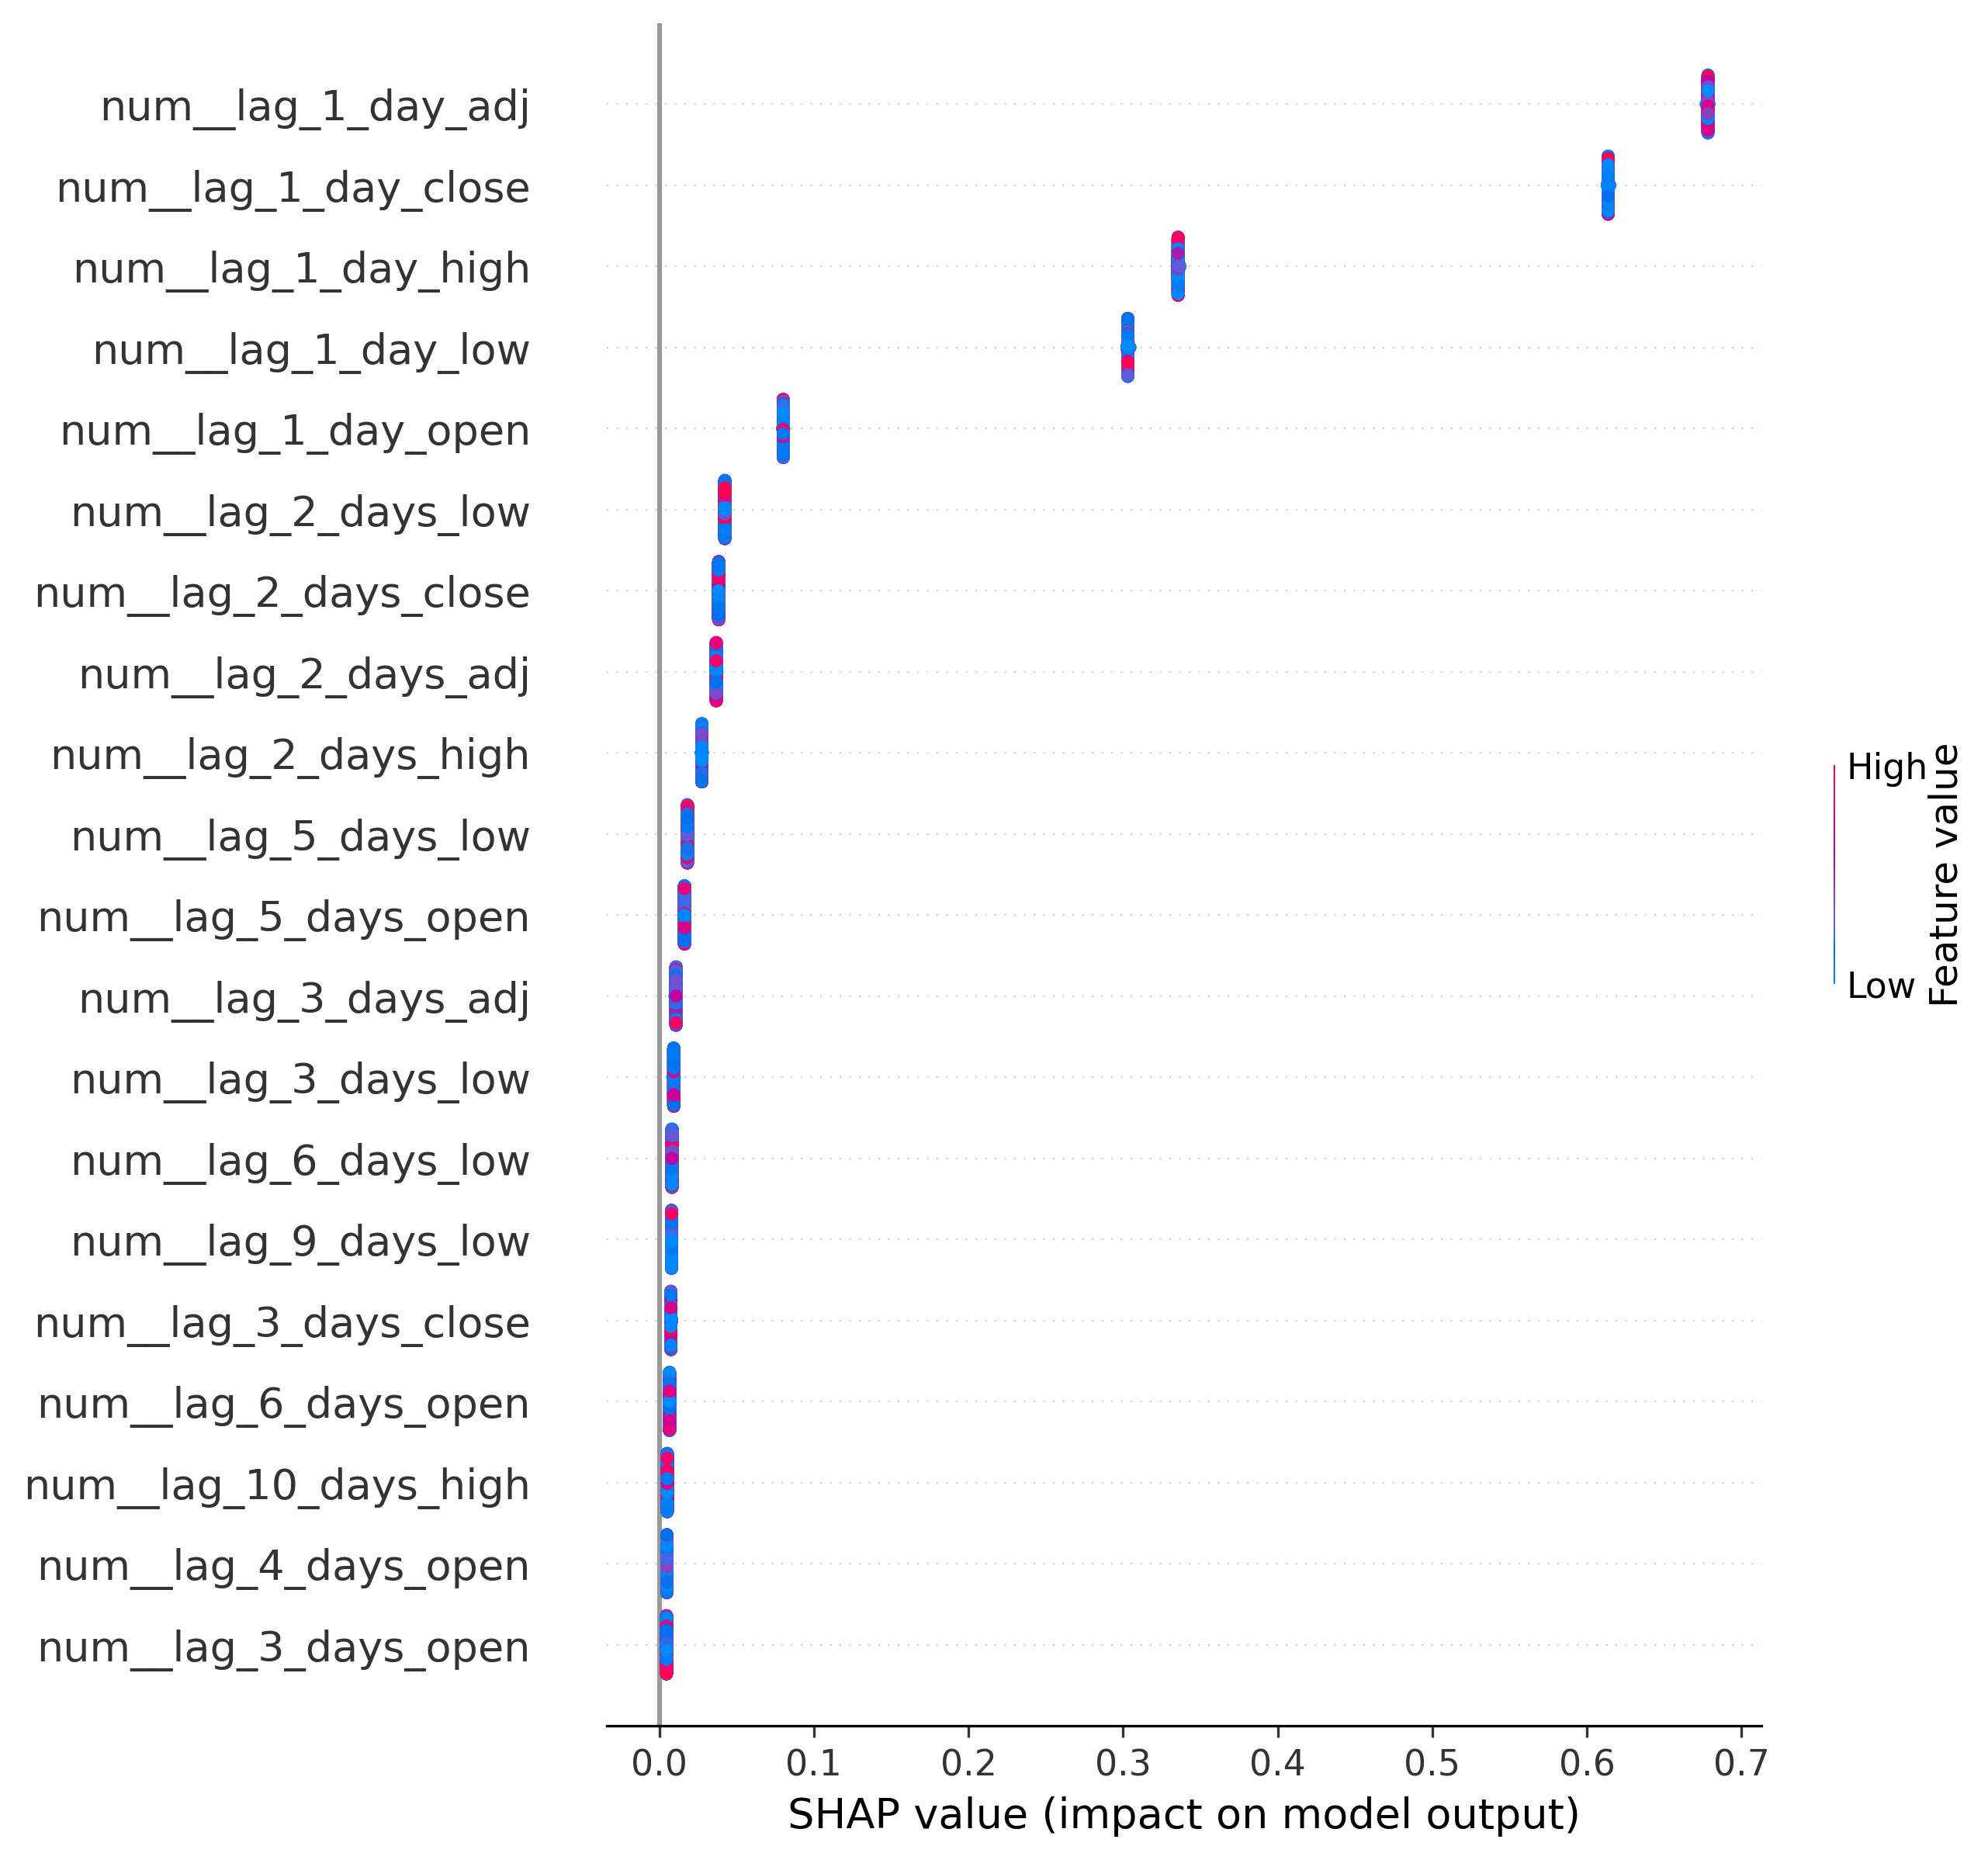 num__lag_1_day_adj
num__lag_1_day_close
num__lag_1_day_high
num__lag_1_day_low
num__lag_1_day_open
num__lag_2_days_low
num__lag_2_days_close
num__lag_2_days_adj
num__lag_2_days_high
num__lag_5_days_low
num__lag_5_days_open
num__lag_3_days_adj
num__lag_3_days_low
num__lag_6_days_low
num__lag_9_days_low
num__lag_3_days_close
num__lag_6_days_open
num__lag_10_days_high
num__lag_4_days_open
num__lag_3_days_open
0.0 0.1 0.2 0.3 0.4 0.5 0.6 0.7
SHAP value (impact on model output)
High
Low
Feature value